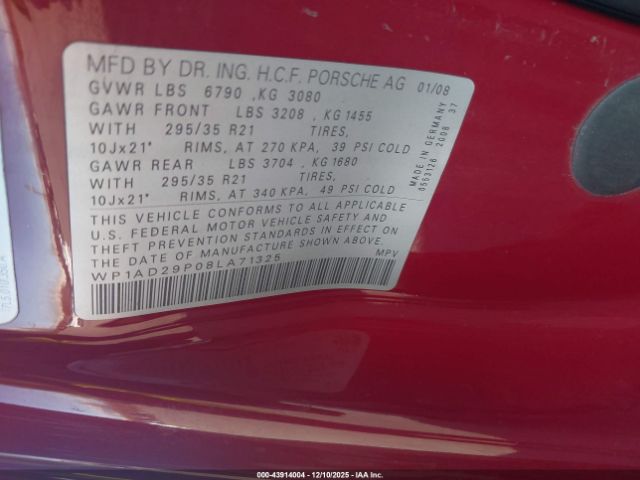 MFD BY DR. ING. H.C.F. PORSCHE AG 01/08
GVWR LBS 6790 , KG 3080
GAWR FRONT LBS 3208 , KG 1455
WITH 295/35 R21 TIRES,
10Jx21" RIMS, AT 270 KPA, 39 PSI COLD
GAWR REAR LBS 3704 , KG 1680
WITH 295/35 R21 TIRES,
10Jx21" RIMS, AT 340 KPA, 49 PSI COLD
THIS VEHICLE CONFORMS TO ALL APPLICABLE
U.S. FEDERAL MOTOR VEHICLE SAFETY AND
THEFT PREVENTION STANDARDS IN EFFECT ON
THE DATE OF MANUFACTURE SHOWN ABOVE
WP1AD29P08LA71325 MPV
MADE IN GERMANY
0553126 2008 37
000-43914004 - 12/10/2025 - IAA Inc.